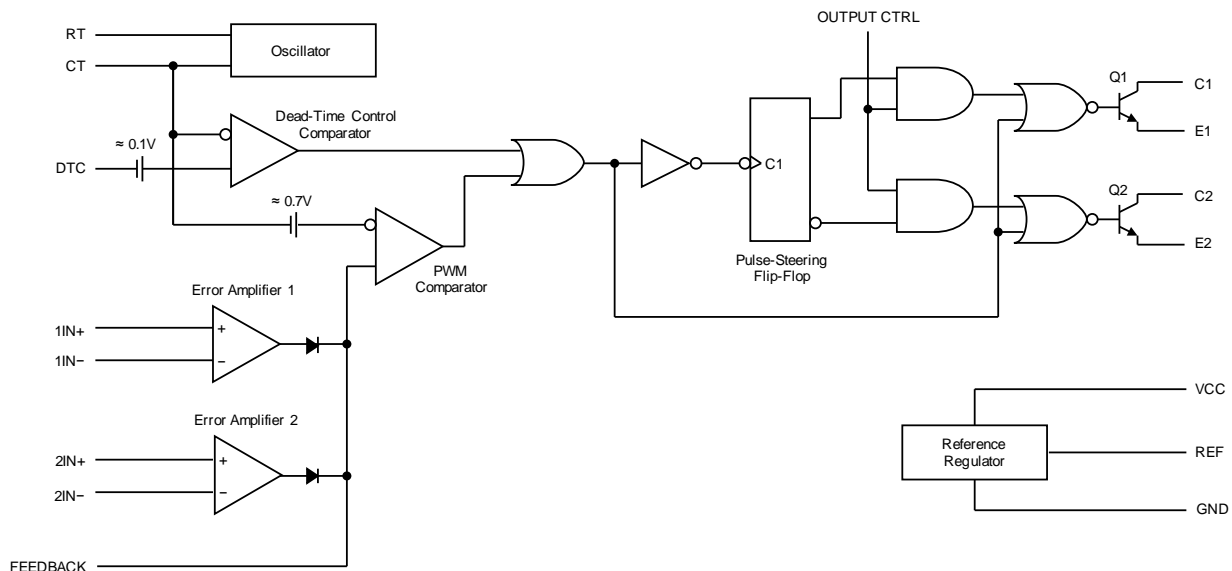 OUTPUT CTRL
RT
Oscillator
CT
Q1
C1
Dead-Time Control
Comparator
E1
≈ 0.1V
DTC
C1
Q2
C2
≈ 0.7V
E2
PWM
Comparator
Pulse-Steering
Flip-Flop
Error Amplifier 1
1IN+
+
1IN−
−
VCC
Error Amplifier 2
Reference
Regulator
REF
2IN+
+
2IN−
−
GND
FEEDBACK